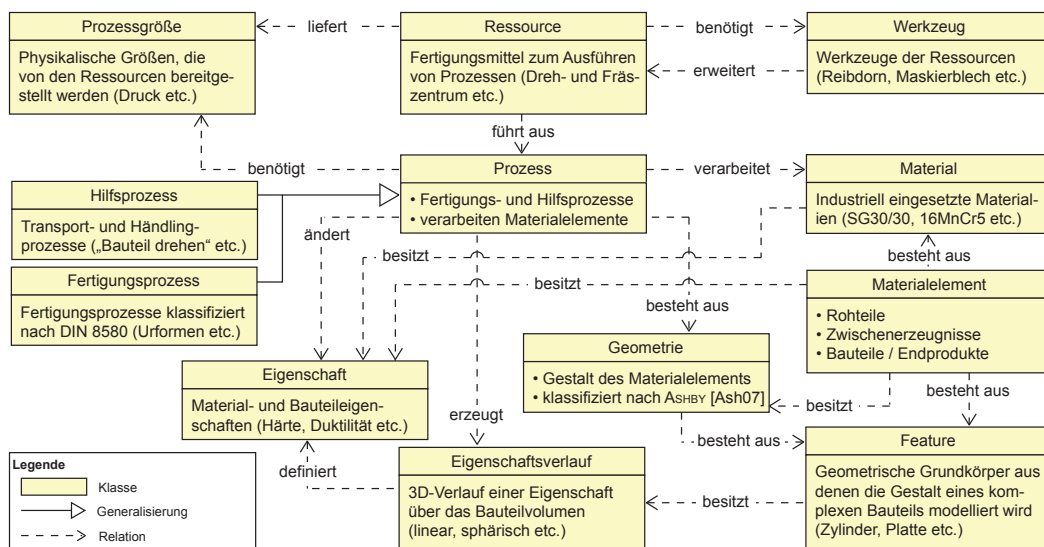 Prozessgröße
Physikalische Größen, die
von den Ressourcen bereitge-
stellt werden (Druck etc.)
liefert
Ressource
Fertigungsmittel zum Ausführen
von Prozessen (Dreh- und Fräs-
zentrum etc.)
benötigt
erweitert
Werkzeug
Werkzeuge der Ressourcen
(Reibdorn, Maskierblech etc.)
führt aus
benötigt
Prozess
• Fertigungs- und Hilfsprozesse
• verarbeiten Materialelemente
verarbeitet
Material
Industriell eingesetzte Material-
ien (SG30/30, 16MnCr5 etc.)
Hilfsprozess
Transport- und Händling-
prozesse („Bauteil drehen“ etc.)
ändert
besitzt
besteht aus
Fertigungsprozess
Fertigungsprozesse klassifiziert
nach DIN 8580 (Urformen etc.)
besitzt
Materialelement
• Rohteile
• Zwischenerzeugnisse
• Bauteile / Endprodukte
besteht aus
Geometrie
• Gestalt des Materialelements
• klassifiziert nach ASHBY [Ash07]
Eigenschaft
Material- und Bauteileigen-
schaften (Härte, Duktilität etc.)
erzeugt
besitzt
besteht aus
besteht aus
Feature
Geometrische Grundkörper aus
denen die Gestalt eines kom-
plexen Bauteils modelliert wird
(Zylinder, Platte etc.)
definiert
Eigenschaftsverlauf
3D-Verlauf einer Eigenschaft
über das Bauteilvolumen
(linear, sphärisch etc.)
besitzt
Legende
Klasse
Generalisierung
Relation